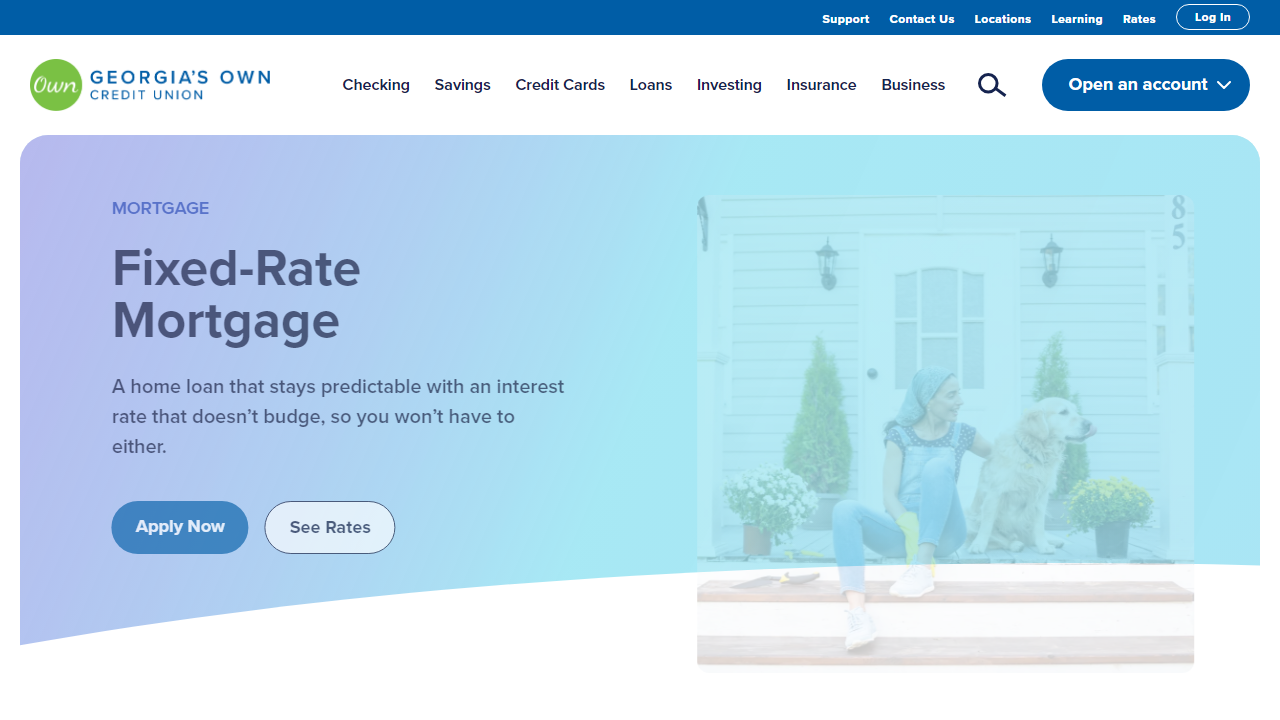 Support Contact Us Locations Learning Rates Log In
Own GEORGIA'S OWN
CREDIT UNION
Checking Savings Credit Cards Loans Investing Insurance Business Open an account
MORTGAGE
Fixed-Rate
Mortgage
A home loan that stays predictable with an interest
rate that doesn’t budge, so you won’t have to
either.
Apply Now See Rates
8
5